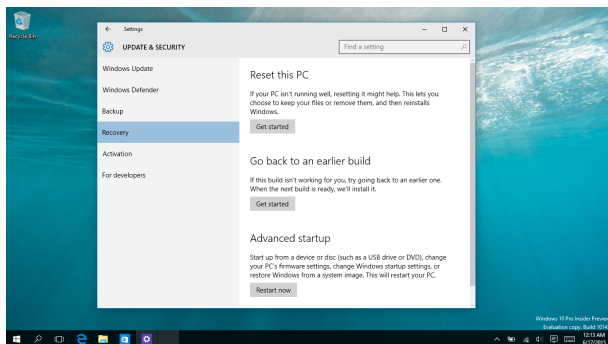 Recycle Bin
Settings
UPDATE & SECURITY
Find a setting
Windows Update
Windows Defender
Backup
Recovery
Activation
For developers
Reset this PC
If your PC isn't running well, resetting it might help. This lets you
choose to keep your files or remove them, and then reinstalls
Windows.
Get started
Go back to an earlier build
If this build isn't working for you, try going back to an earlier one.
When the next build is ready, we'll install it.
Get started
Advanced startup
Start up from a device or disc (such as a USB drive or DVD), change
your PC's firmware settings, change Windows startup settings, or
restore Windows from a system image. This will restart your PC.
Restart now
Windows 10 Pro Insider Preview
Evaluation copy. Build 1014
12:13 AM
6/17/2015